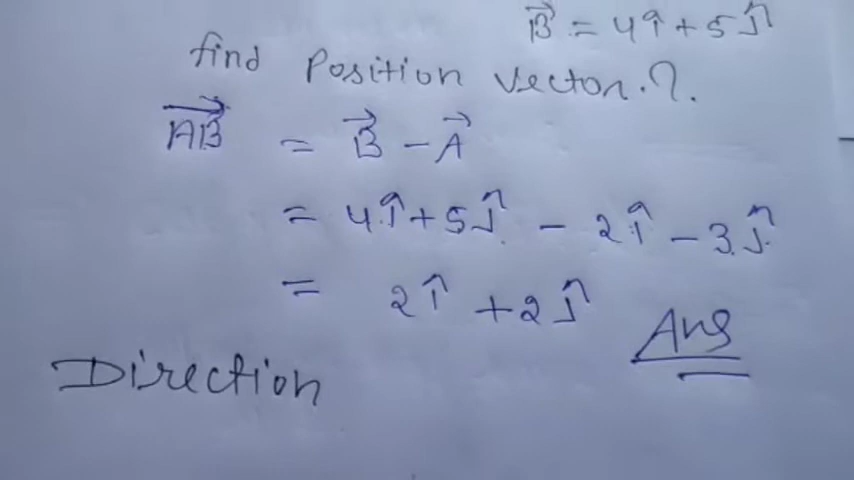 B⃗ = 4î + 5ĵ
find Position vector.?.
AB⃗ = B⃗ - A⃗
= 4î + 5ĵ - 2î - 3ĵ
= 2î + 2ĵ Ans
Direction